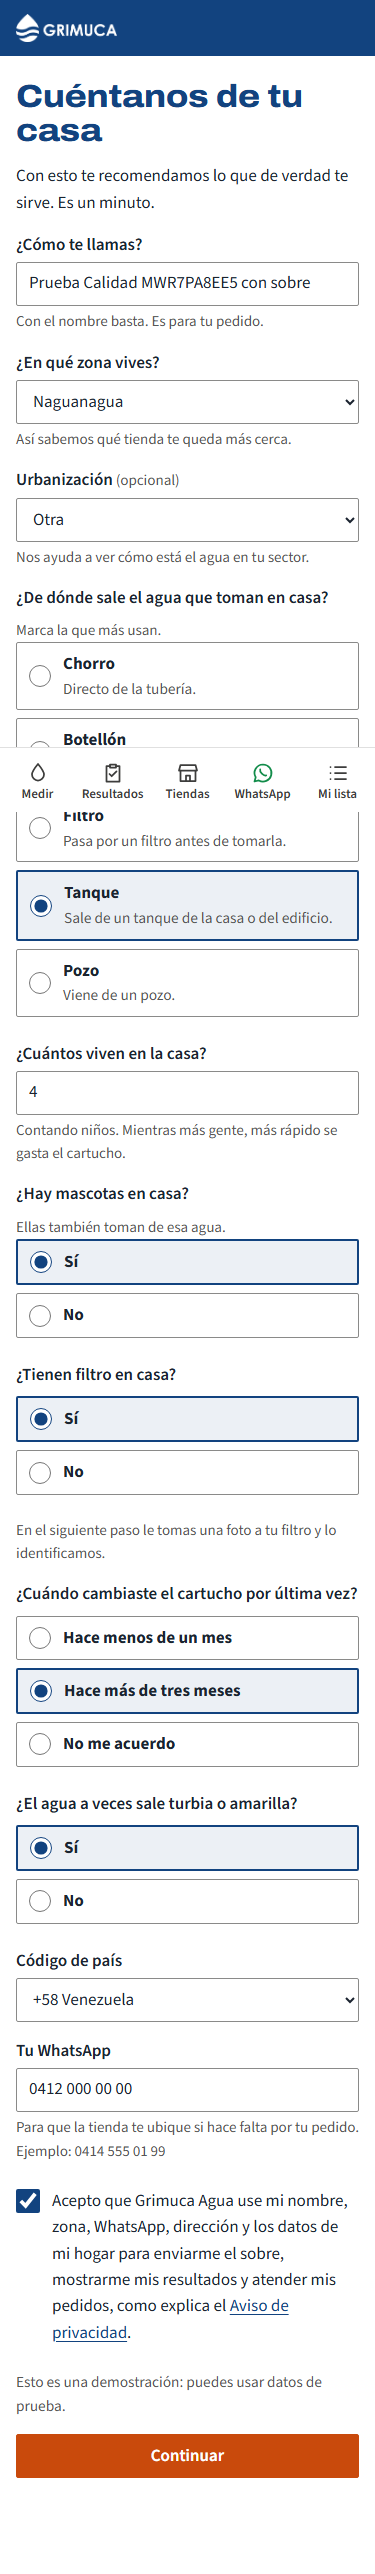 GRIMUCA
Cuéntanos de tu
casa
Con esto te recomendamos lo que de verdad te
sirve. Es un minuto.
¿Cómo te llamas?
Prueba Calidad MWR7PA8EE5 con sobre
Con el nombre basta. Es para tu pedido.
¿En qué zona vives?
Naguanagua
Así sabemos qué tienda te queda más cerca.
Urbanización (opcional)
Otra
Nos ayuda a ver cómo está el agua en tu sector.
¿De dónde sale el agua que toman en casa?
Marca la que más usan.
Chorro
Directo de la tubería.
Botellón
Medir Resultados Tiendas WhatsApp Mi lista
Filtro
Pasa por un filtro antes de tomarla.
Tanque
Sale de un tanque de la casa o del edificio.
Pozo
Viene de un pozo.
¿Cuántos viven en la casa?
4
Contando niños. Mientras más gente, más rápido se
gasta el cartucho.
¿Hay mascotas en casa?
Ellas también toman de esa agua.
Sí
No
¿Tienen filtro en casa?
Sí
No
En el siguiente paso le tomas una foto a tu filtro y lo
identificamos.
¿Cuándo cambiaste el cartucho por última vez?
Hace menos de un mes
Hace más de tres meses
No me acuerdo
¿El agua a veces sale turbia o amarilla?
Sí
No
Código de país
+58 Venezuela
Tu WhatsApp
0412 000 00 00
Para que la tienda te ubique si hace falta por tu pedido.
Ejemplo: 0414 555 01 99
Acepto que Grimuca Agua use mi nombre,
zona, WhatsApp, dirección y los datos de
mi hogar para enviarme el sobre,
mostrarme mis resultados y atender mis
pedidos, como explica el Aviso de
privacidad.
Esto es una demostración: puedes usar datos de
prueba.
Continuar